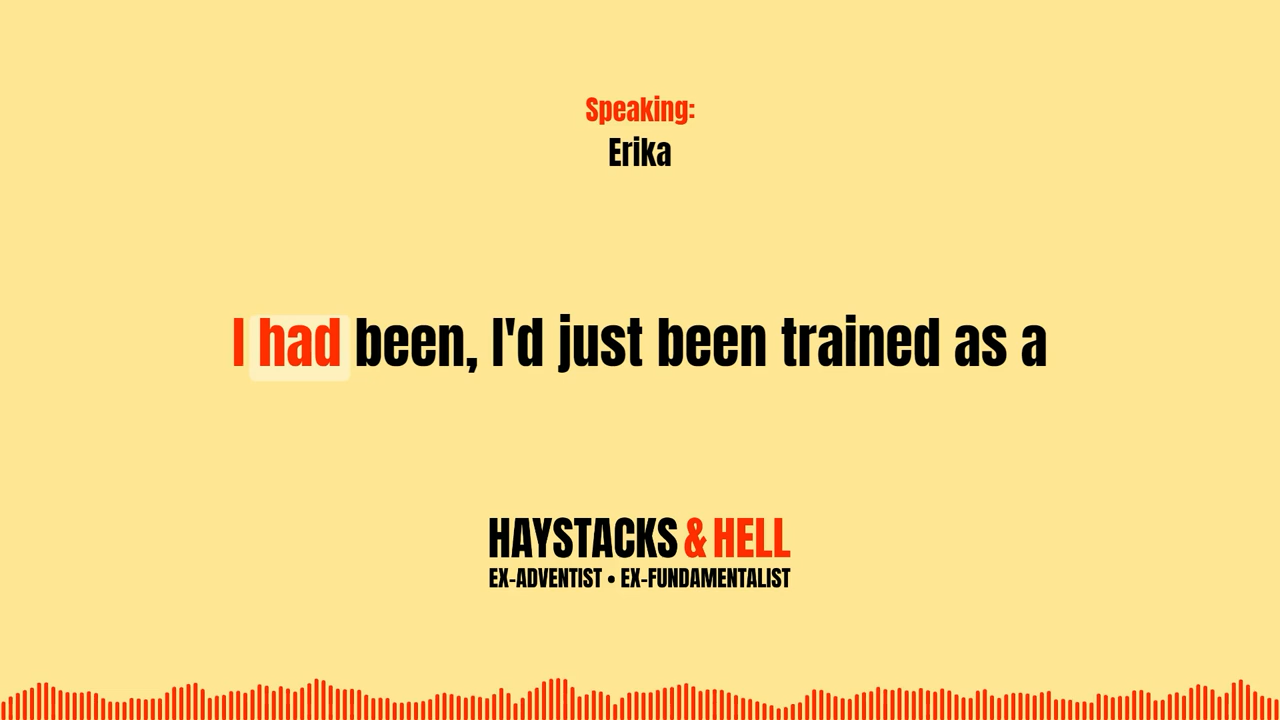 Speaking:
Erika
I had been, I'd just been trained as a
HAYSTACKS & HELL
EX-ADVENTIST • EX-FUNDAMENTALIST